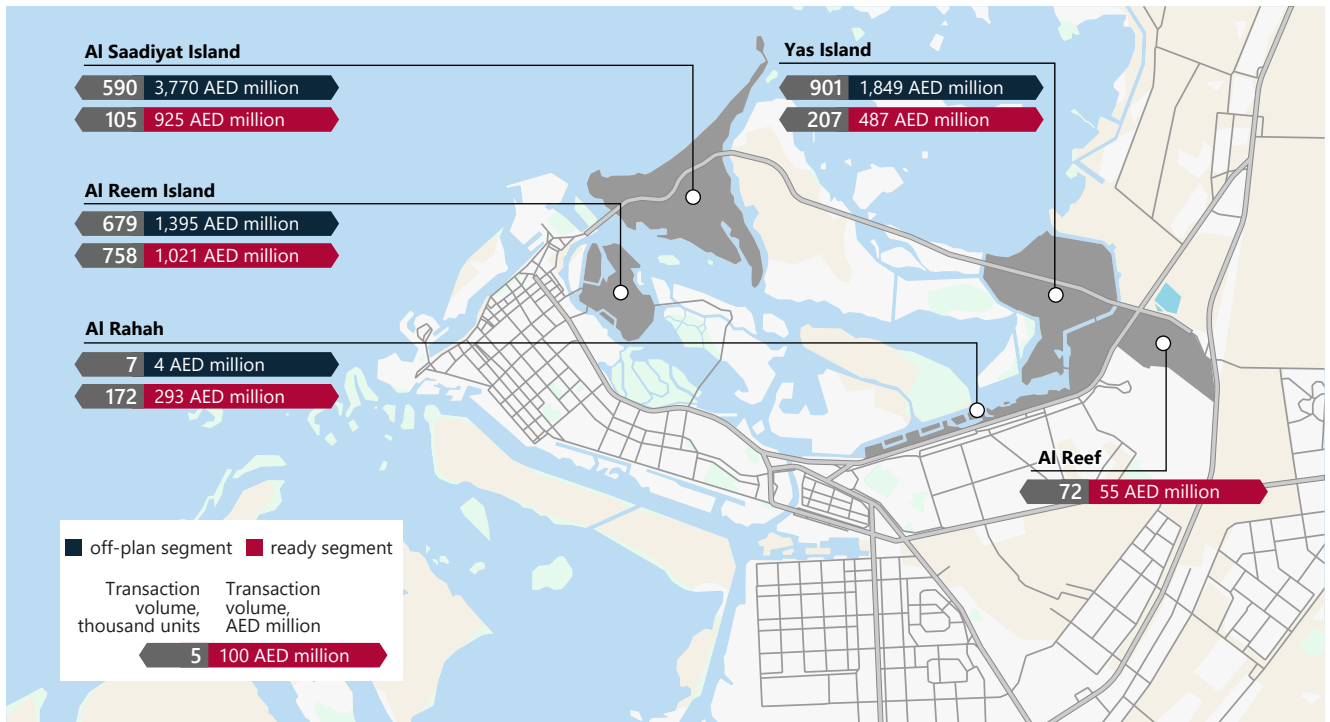 Al Saadiyat Island
590 3,770 AED million
105 925 AED million
Yas Island
901 1,849 AED million
207 487 AED million
Al Reem Island
679 1,395 AED million
758 1,021 AED million
Al Rahah
7 4 AED million
172 293 AED million
Al Reef
72 55 AED million
off-plan segment ready segment
Transaction
volume,
thousand units
Transaction
volume,
AED million
5 100 AED million